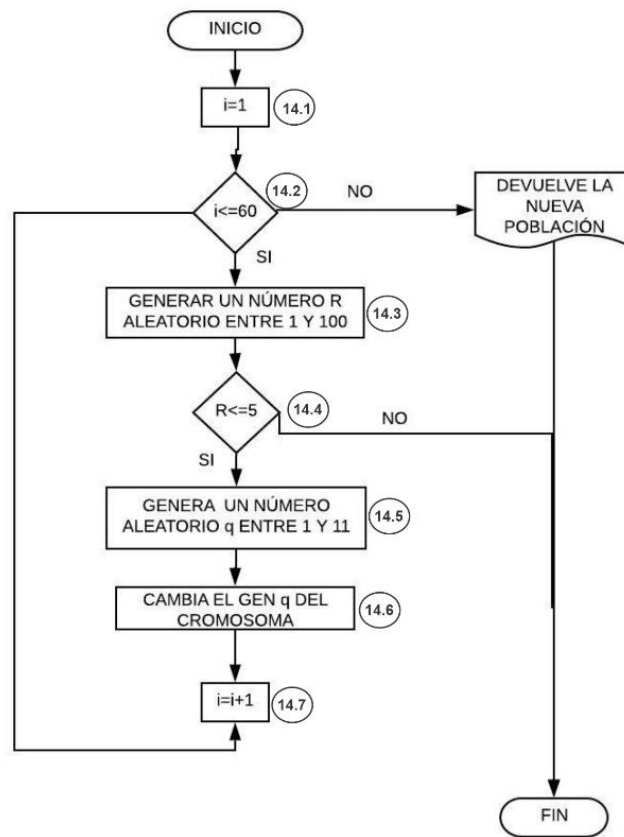 INICIO
i=1
14.1
i<=60
14.2
NO
DEVUELVE LA
NUEVA
POBLACIÓN
SI
GENERAR UN NÚMERO R
ALEATORIO ENTRE 1 Y 100
14.3
R<=5
14.4
NO
SI
GENERA UN NÚMERO
ALEATORIO q ENTRE 1 Y 11
14.5
CAMBIA EL GEN q DEL
CROMOSOMA
14.6
i=i+1
14.7
FIN